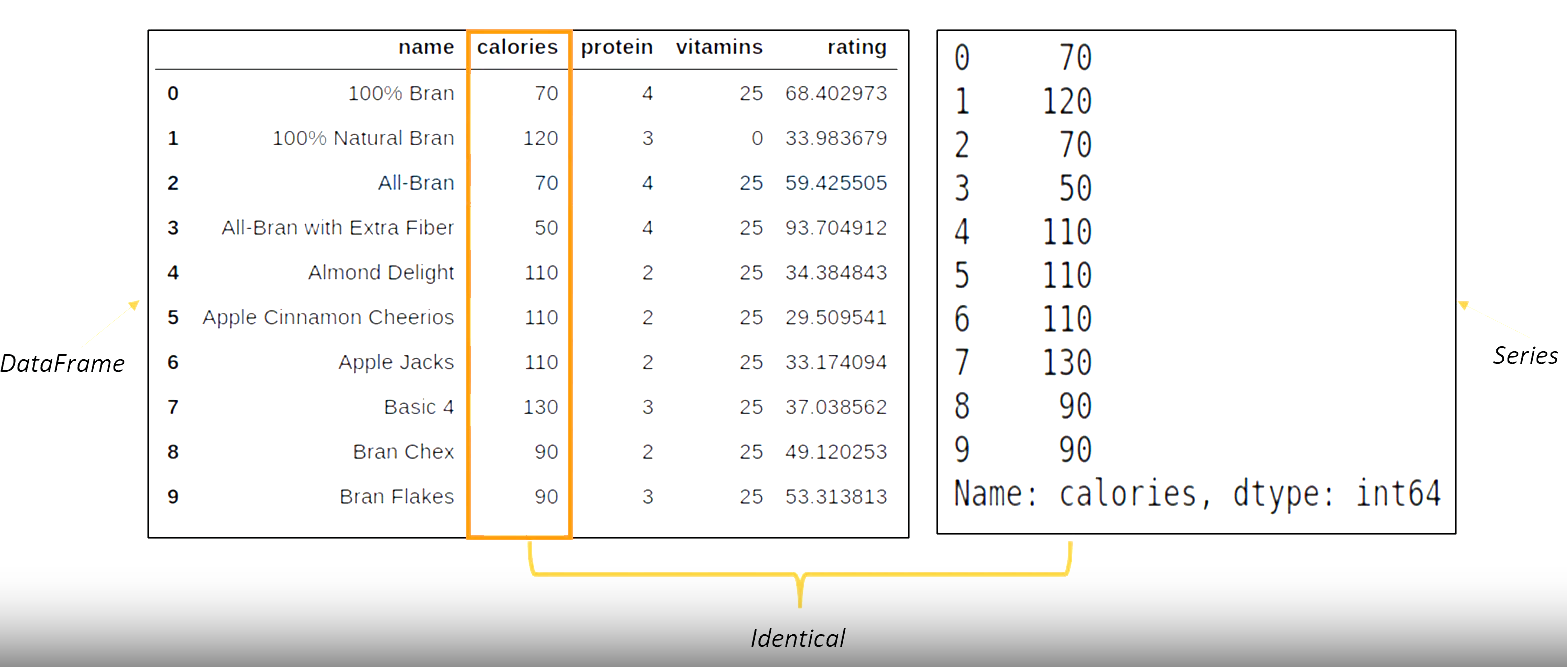 name calories protein vitamins rating
0 100% Bran 70 4 25 68.402973
1 100% Natural Bran 120 3 0 33.983679
2 All-Bran 70 4 25 59.425505
3 All-Bran with Extra Fiber 50 4 25 93.704912
4 Almond Delight 110 2 25 34.384843
5 Apple Cinnamon Cheerios 110 2 25 29.509541
6 Apple Jacks 110 2 25 33.174094
7 Basic 4 130 3 25 37.038562
8 Bran Chex 90 2 25 49.120253
9 Bran Flakes 90 3 25 53.313813
DataFrame
0 70
1 120
2 70
3 50
4 110
5 110
6 110
7 130
8 90
9 90
Name: calories, dtype: int64
Series
Identical